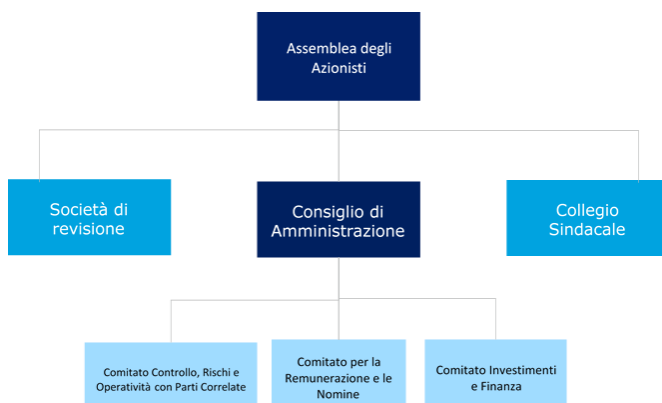 Assemblea degli
Azionisti
Società di
revisione
Consiglio di
Amministrazione
Collegio
Sindacale
Comitato Controllo, Rischi e
Operatività con Parti Correlate
Comitato per la
Remunerazione e le
Nomine
Comitato Investimenti
e Finanza